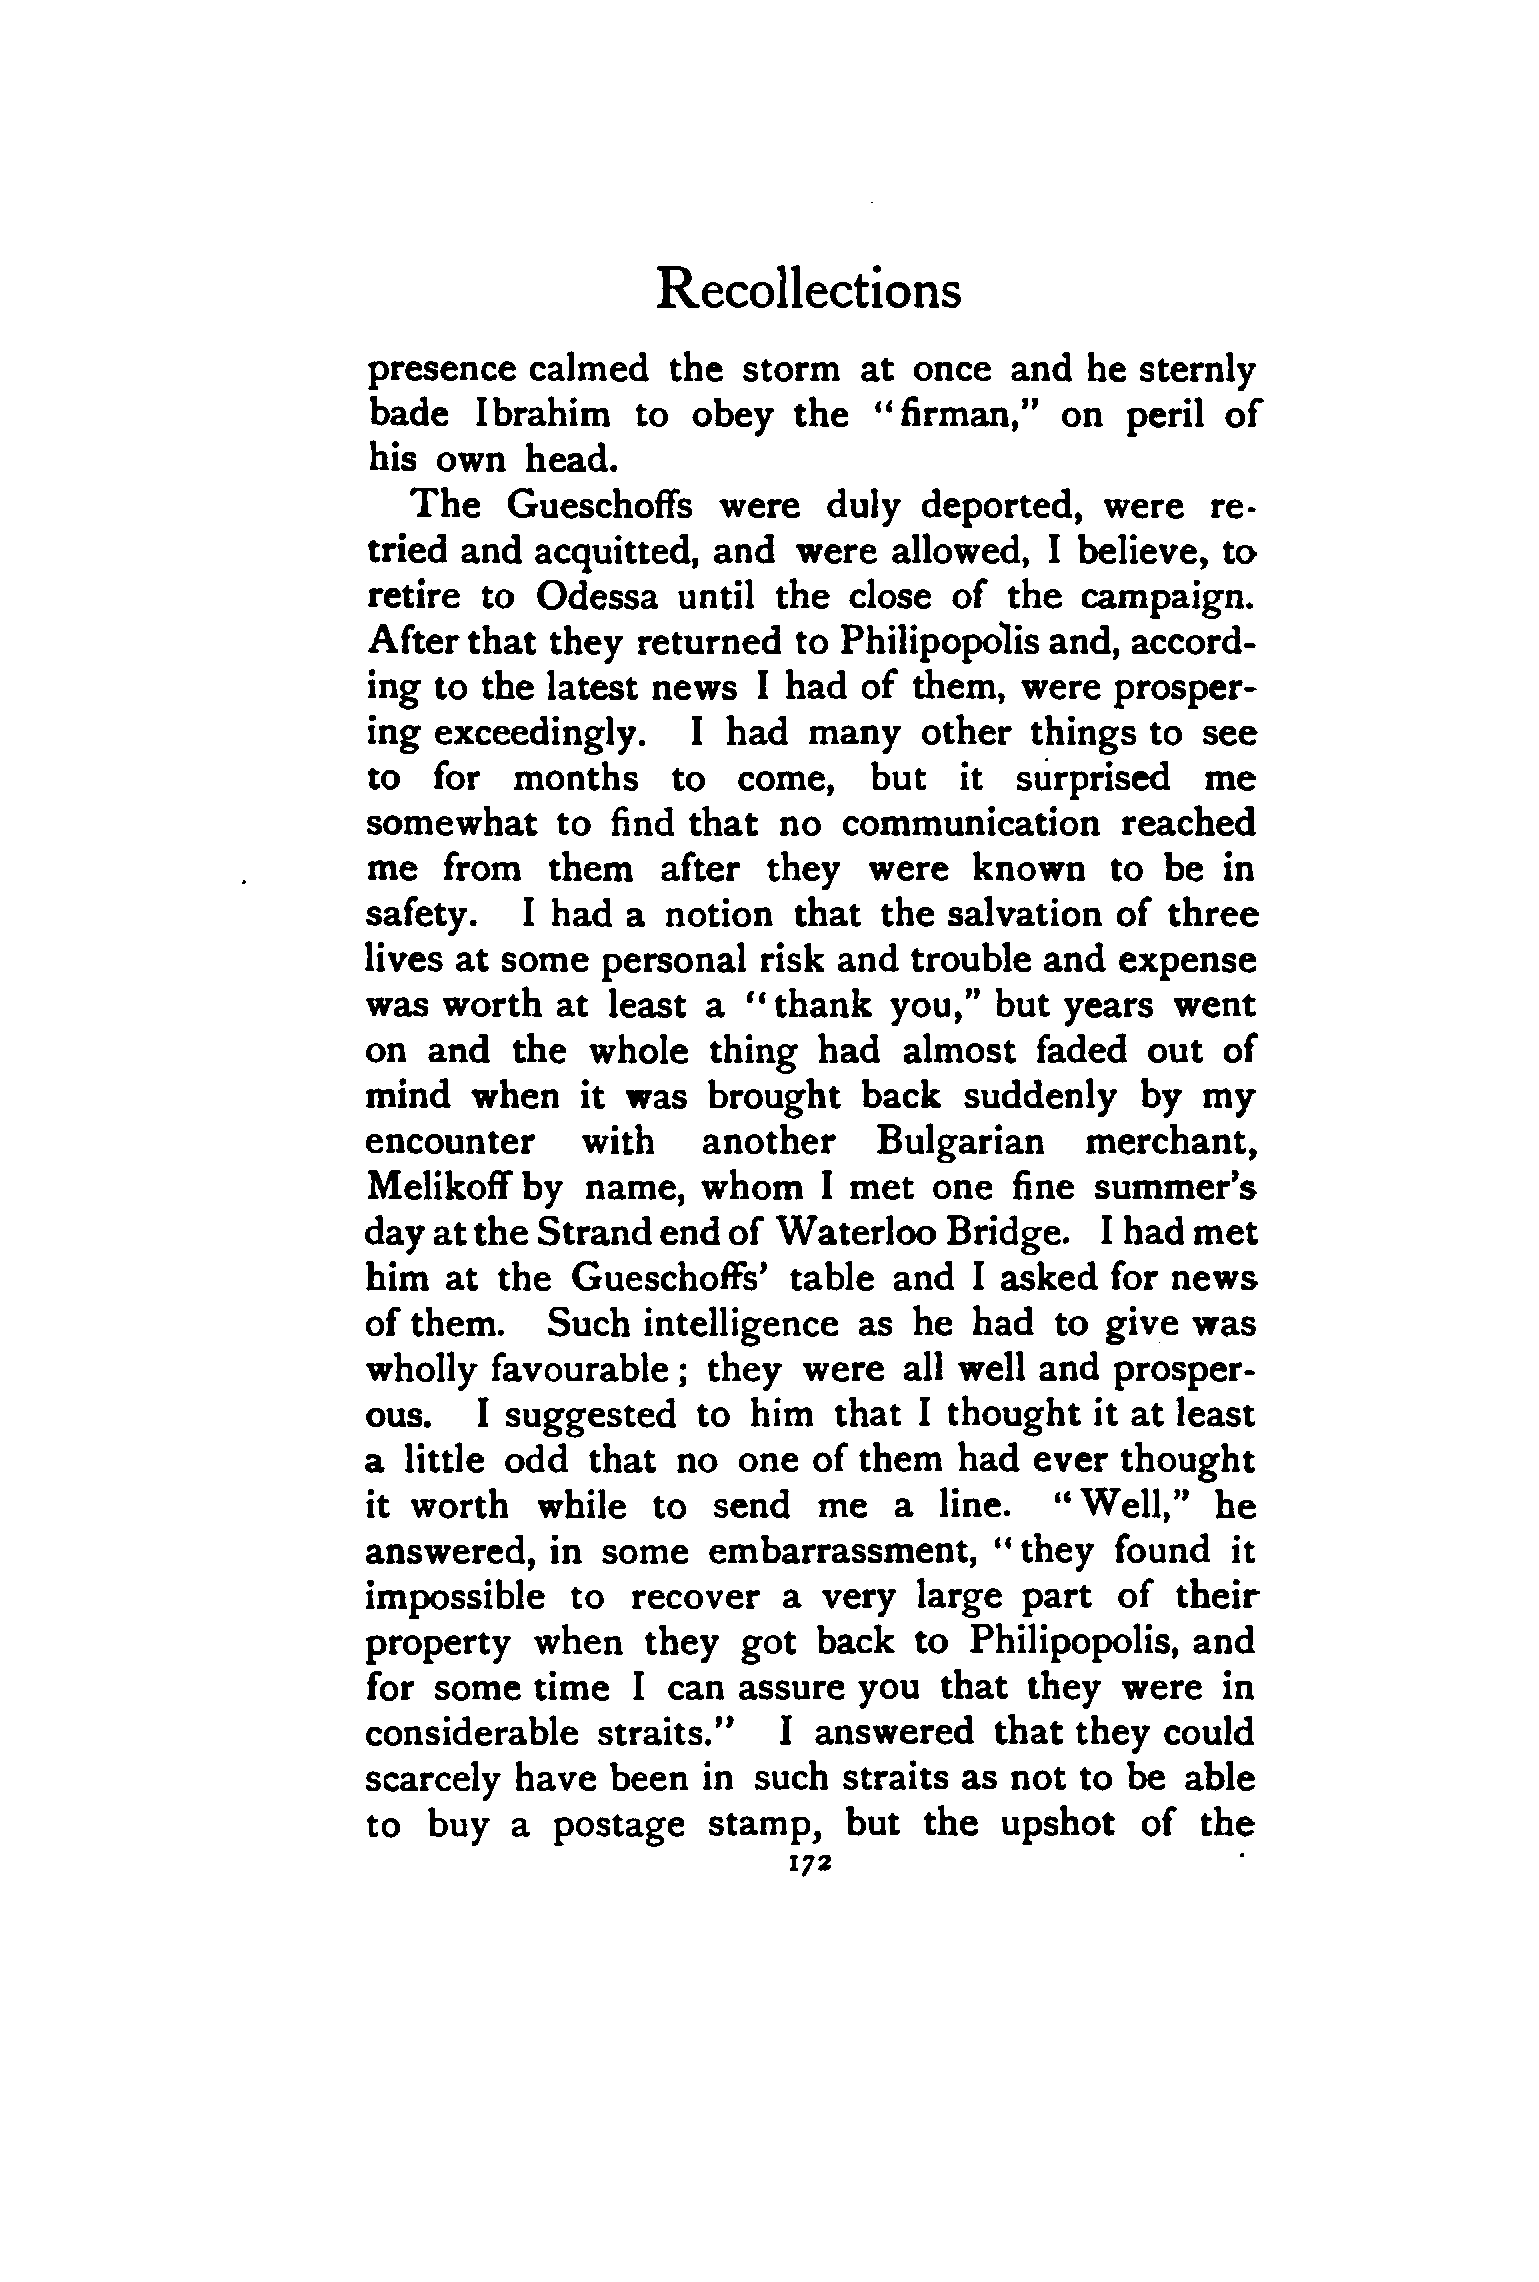 Recollections
presence calmed the storm at once and he sternly
bade Ibrahim to obey the "firman," on peril of
his own head.
The Gueschoffs were duly deported, were re-
tried and acquitted, and were allowed, I believe, to
retire to Odessa until the close of the campaign.
After that they returned to Philipopolis and, accord-
ing to the latest news I had of them, were prosper-
ing exceedingly. I had many other things to see
to for months to come, but it surprised me
somewhat to find that no communication reached
me from them after they were known to be in
safety. I had a notion that the salvation of three
lives at some personal risk and trouble and expense
was worth at least a "thank you," but years went
on and the whole thing had almost faded out of
mind when it was brought back suddenly by my
encounter with another Bulgarian merchant,
Melikoff by name, whom I met one fine summer's
day at the Strand end of Waterloo Bridge. I had met
him at the Gueschoffs' table and I asked for news
of them. Such intelligence as he had to give was
wholly favourable; they were all well and prosper-
ous. I suggested to him that I thought it at least
a little odd that no one of them had ever thought
it worth while to send me a line. "Well," he
answered, in some embarrassment, "they found it
impossible to recover a very large part of their
property when they got back to Philipopolis, and
for some time I can assure you that they were in
considerable straits." I answered that they could
scarcely have been in such straits as not to be able
to buy a postage stamp, but the upshot of the
172